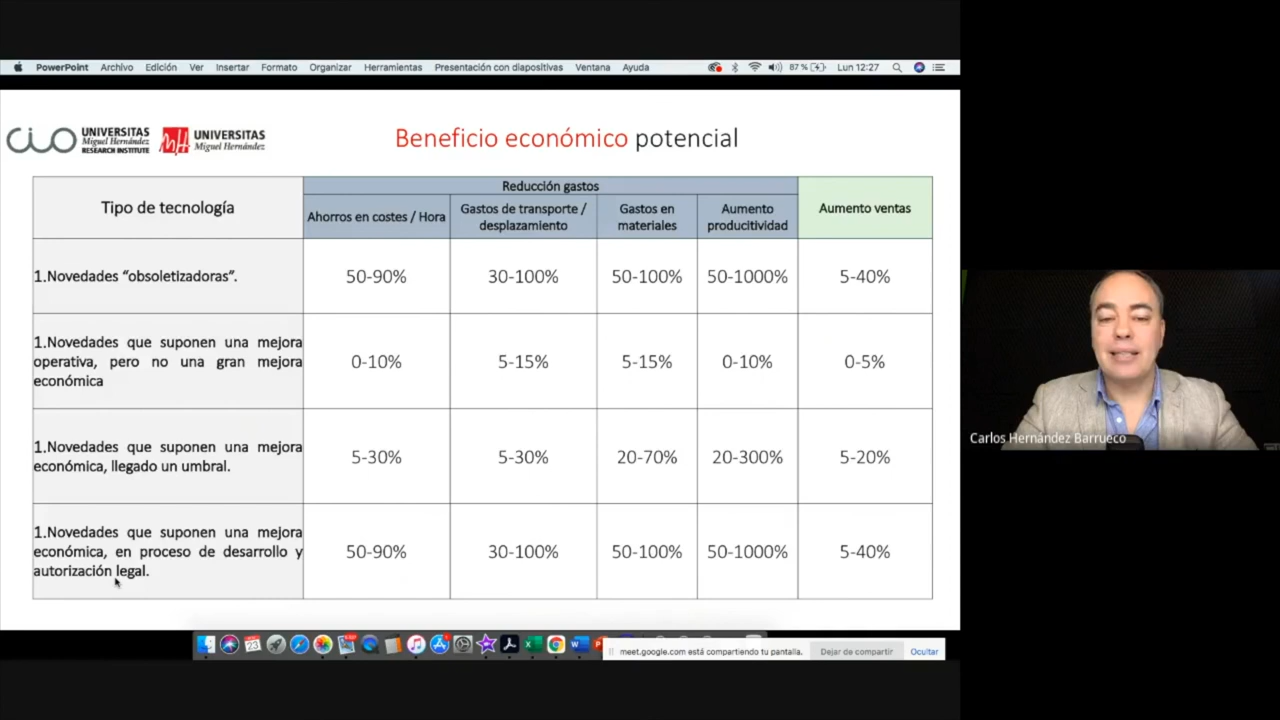 PowerPoint Archivo Edición Ver Insertar Formato Organizar Herramientas Presentación con diapositivas Ventana Ayuda 87 % Lun 12:27
CIO UNIVERSITAS Miguel Hernández RESEARCH INSTITUTE
UNIVERSITAS Miguel Hernández
Beneficio económico potencial
Tipo de tecnología
Reducción gastos
Aumento ventas
Ahorros en costes / Hora
Gastos de transporte /
desplazamiento
Gastos en
materiales
Aumento
producitividad
1.Novedades “obsoletizadoras”.
50-90% 30-100% 50-100% 50-1000% 5-40%
1.Novedades que suponen una mejora
operativa, pero no una gran mejora
económica
0-10% 5-15% 5-15% 0-10% 0-5%
1.Novedades que suponen una mejora
económica, llegado un umbral.
5-30% 5-30% 20-70% 20-300% 5-20%
1.Novedades que suponen una mejora
económica, en proceso de desarrollo y
autorización legal.
50-90% 30-100% 50-100% 50-1000% 5-40%
Carlos Hernández Barrueco
meet.google.com está compartiendo tu pantalla. Dejar de compartir Ocultar